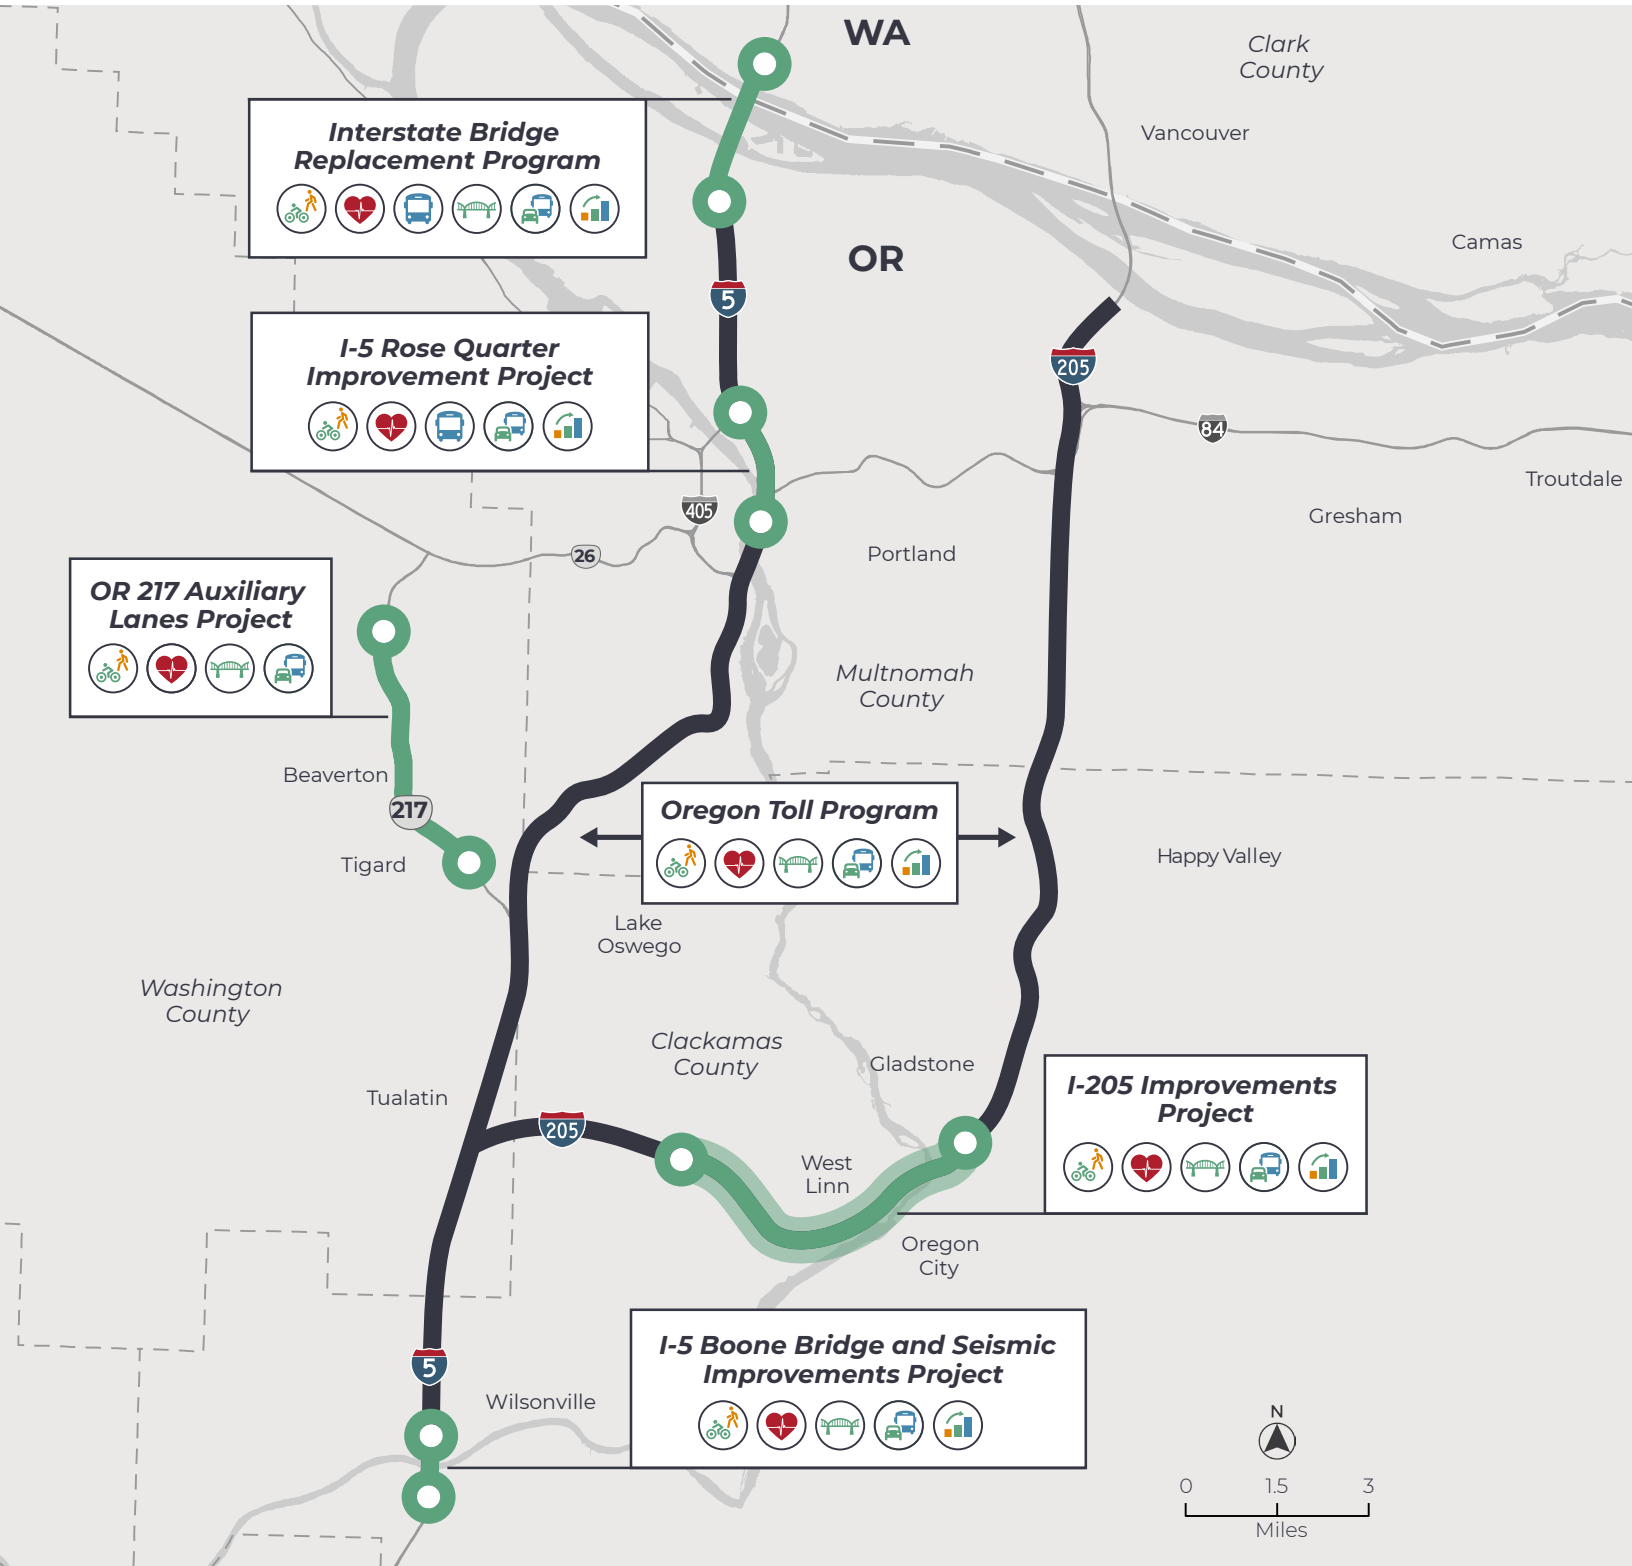 WA
Clark
County
Vancouver
Interstate Bridge
Replacement Program
Camas
OR
5
I-5 Rose Quarter
Improvement Project
205
84
Troutdale
Gresham
405
26
Portland
OR 217 Auxiliary
Lanes Project
Multnomah
County
Beaverton
217
Oregon Toll Program
Tigard
Happy Valley
Lake
Oswego
Washington
County
Clackamas
County
Gladstone
Tualatin
I-205 Improvements
Project
205
West
Linn
Oregon
City
I-5 Boone Bridge and Seismic
Improvements Project
5
Wilsonville
N
0 1.5 3
Miles